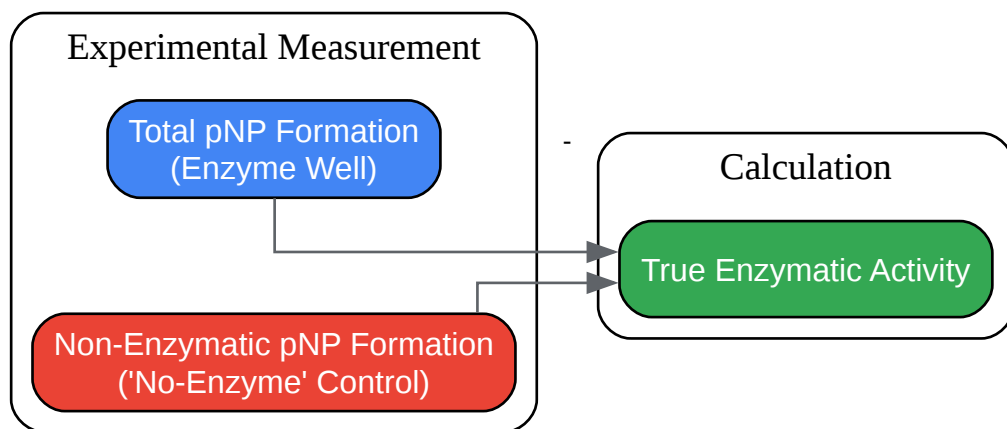 Experimental Measurement
Total pNP Formation
(Enzyme Well)
-
Calculation
True Enzymatic Activity
Non-Enzymatic pNP Formation
('No-Enzyme' Control)